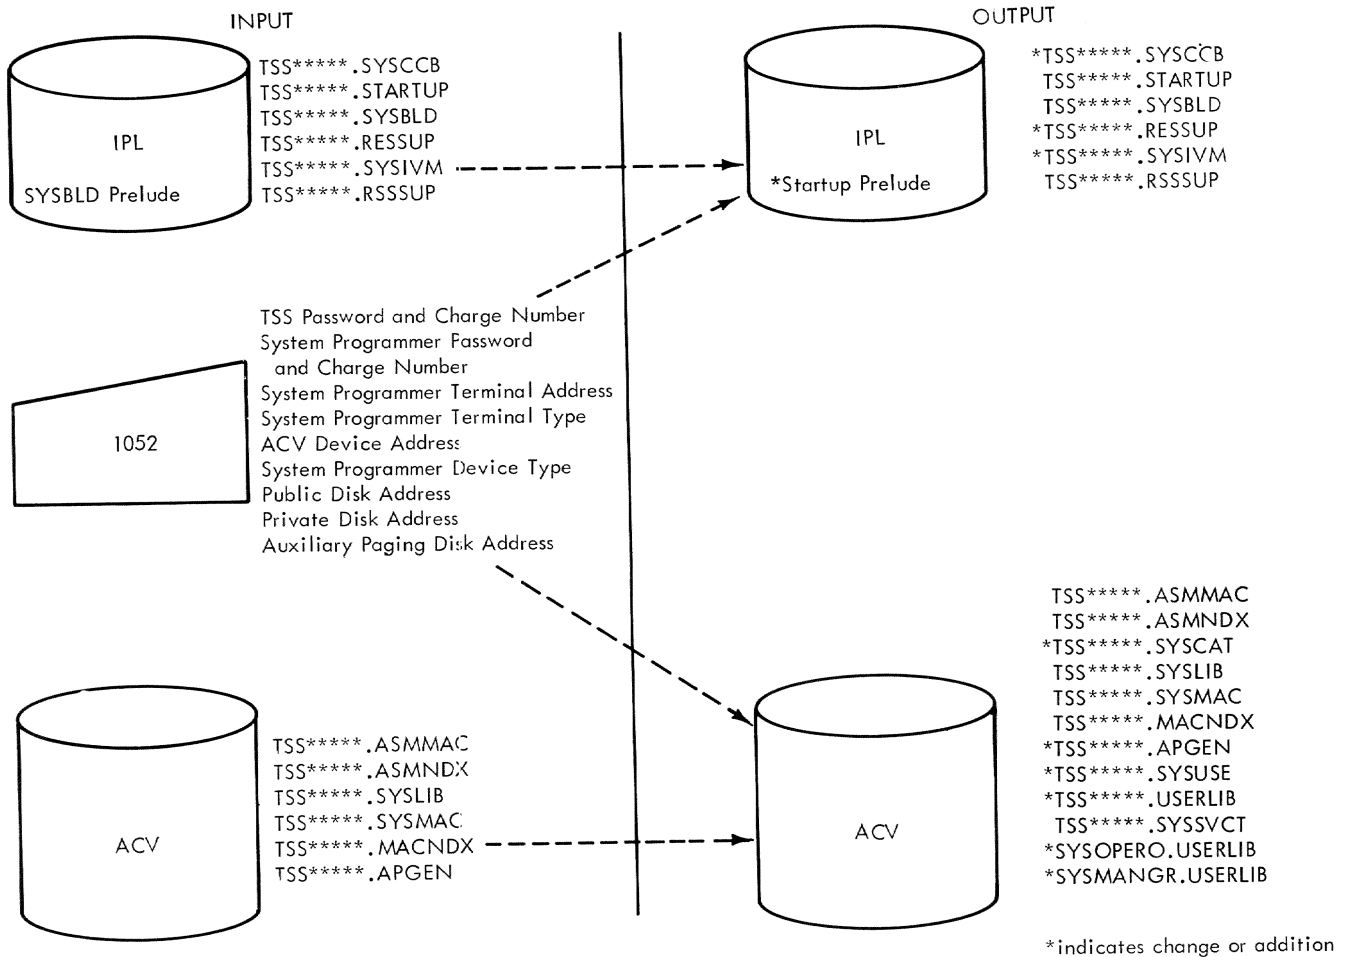 INPUT
TSS*****.SYSCCB
TSS*****.STARTUP
TSS*****.SYSBLD
TSS*****.RESSUP
TSS*****.SYSIVM
TSS*****.RSSSUP
IPL
SYSBLD Prelude
OUTPUT
*TSS*****.SYSCCB
TSS*****.STARTUP
TSS*****.SYSBLD
*TSS*****.RESSUP
*TSS*****.SYSIVM
TSS*****.RSSSUP
IPL
*Startup Prelude
TSS Password and Charge Number
System Programmer Fassword
and Charge Number
System Programmer Terminal Address
System Programmer Terminal Type
ACV Device Address
System Programmer Device Type
Public Disk Address
Private Disk Address
Auxiliary Paging Disk Address
1052
ACV
TSS*****.ASMMAC
TSS*****.ASMNDX
TSS*****.SYSLIB
TSS*****.SYSMAC
TSS*****.MACNDX
TSS*****.APGEN
ACV
TSS*****.ASMMAC
TSS*****.ASMNDX
*TSS*****.SYSCAT
TSS*****.SYSLIB
TSS*****.SYSMAC
TSS*****.MACNDX
*TSS*****.APGEN
*TSS*****.SYSUSE
*TSS*****.USERLIB
TSS*****.SYSSVCT
*SYSOPERO.USERLIB
*SYSMANGR.USERLIB
*indicates change or addition